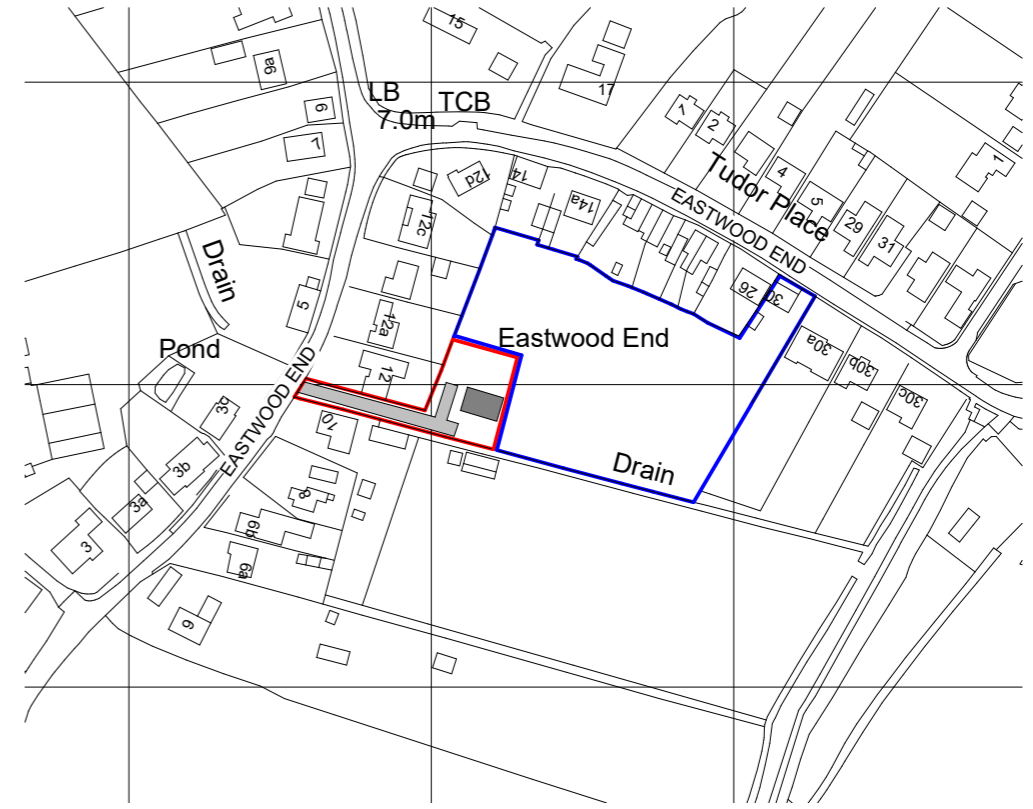 15
9a
LB
TCB
7.0m
17
6
7
1
2
12d
14
14a
4
5
Tudor Place
12c
EASTWOOD END
29
31
1
Drain
5
26
30
12a
Eastwood End
Pond
30a
30b
12
30c
3c
EASTWOOD END
10
3b
Drain
8
3a
6b
3
6a
6